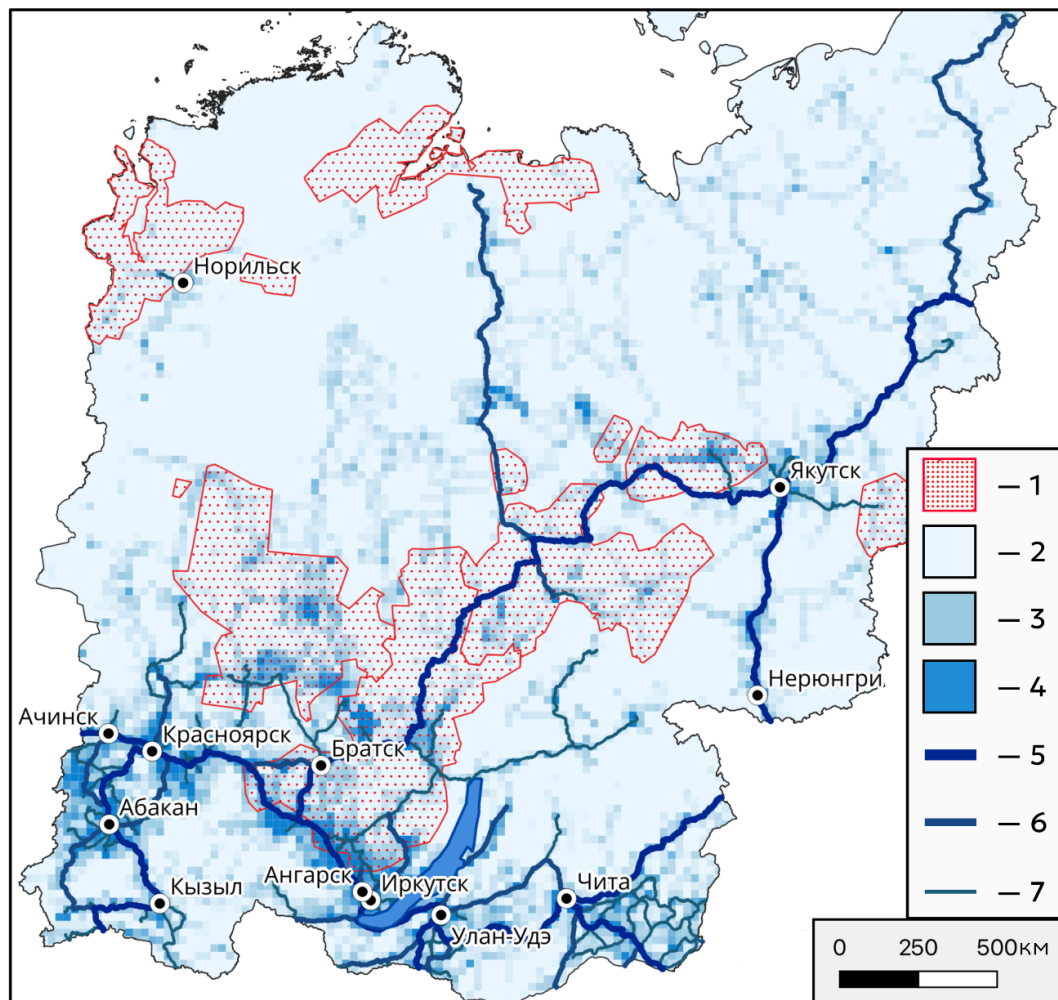 Норильск
Якутск
Нерюнгри
Ачинск
Красноярск
Братск
Абакан
Кызыл
Ангарск
Иркутск
Чита
Улан-Удэ
– 1
– 2
– 3
– 4
– 5
– 6
– 7
0 250 500км